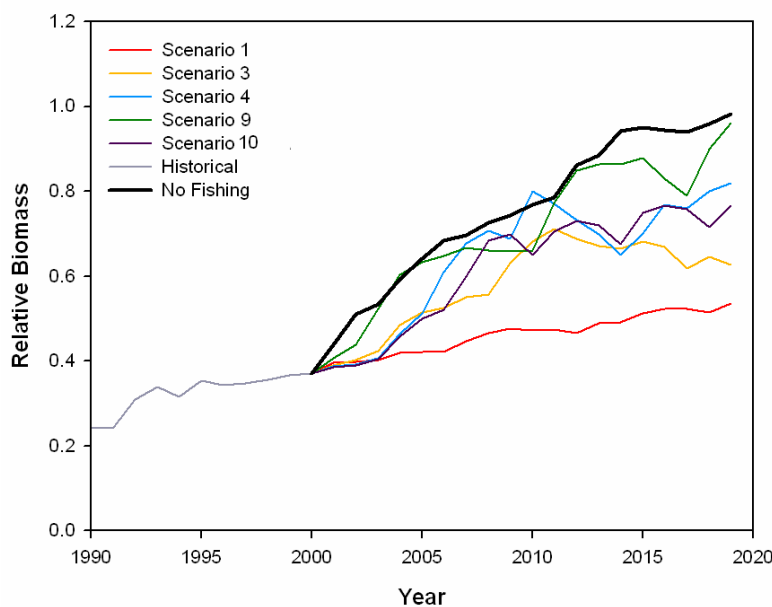 1.2
1.0
0.8
0.6
0.4
0.2
0.0
Relative Biomass
Scenario 1
Scenario 3
Scenario 4
Scenario 9
Scenario 10
Historical
No Fishing
1990 1995 2000 2005 2010 2015 2020
Year